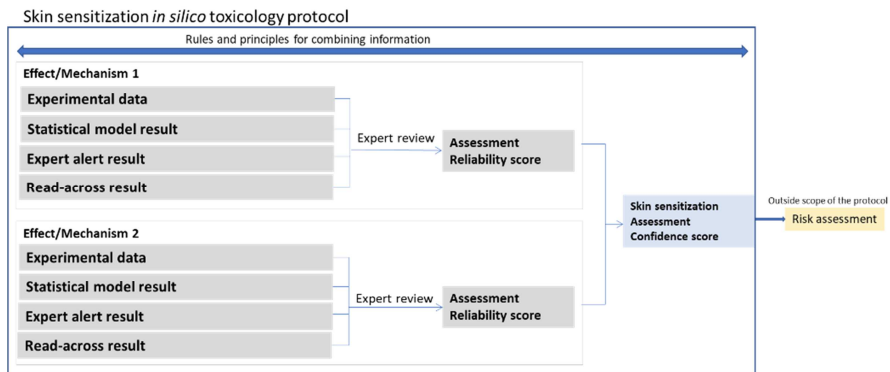 Skin sensitization in silico toxicology protocol
Rules and principles for combining information
Effect/Mechanism 1
Experimental data
Statistical model result
Expert alert result
Read-across result
Expert review
Assessment
Reliability score
Skin sensitization
Assessment
Confidence score
Outside scope of the protocol
Risk assessment
Effect/Mechanism 2
Experimental data
Statistical model result
Expert alert result
Read-across result
Expert review
Assessment
Reliability score